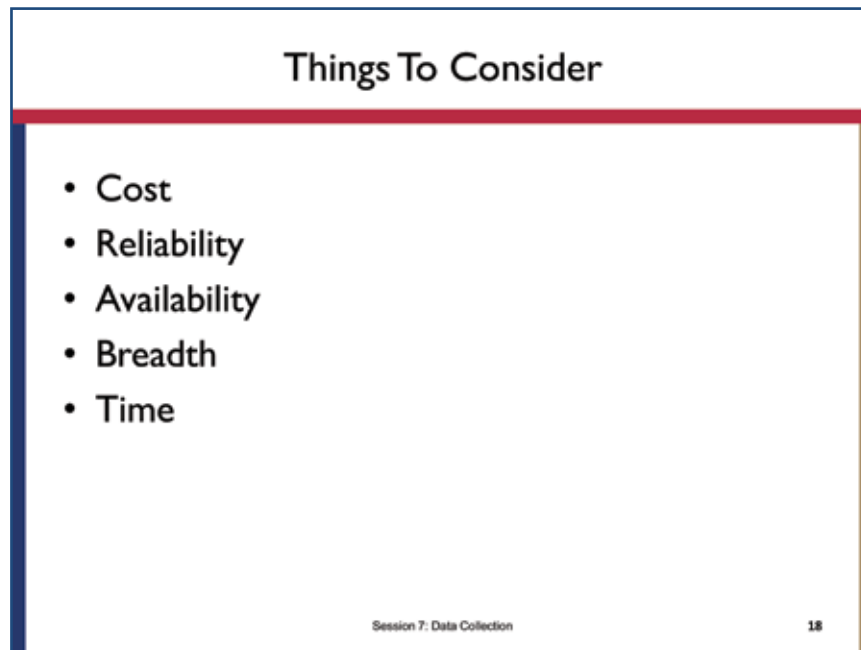 Things To Consider
• Cost
• Reliability
• Availability
• Breadth
• Time
Session 7: Data Collection
18